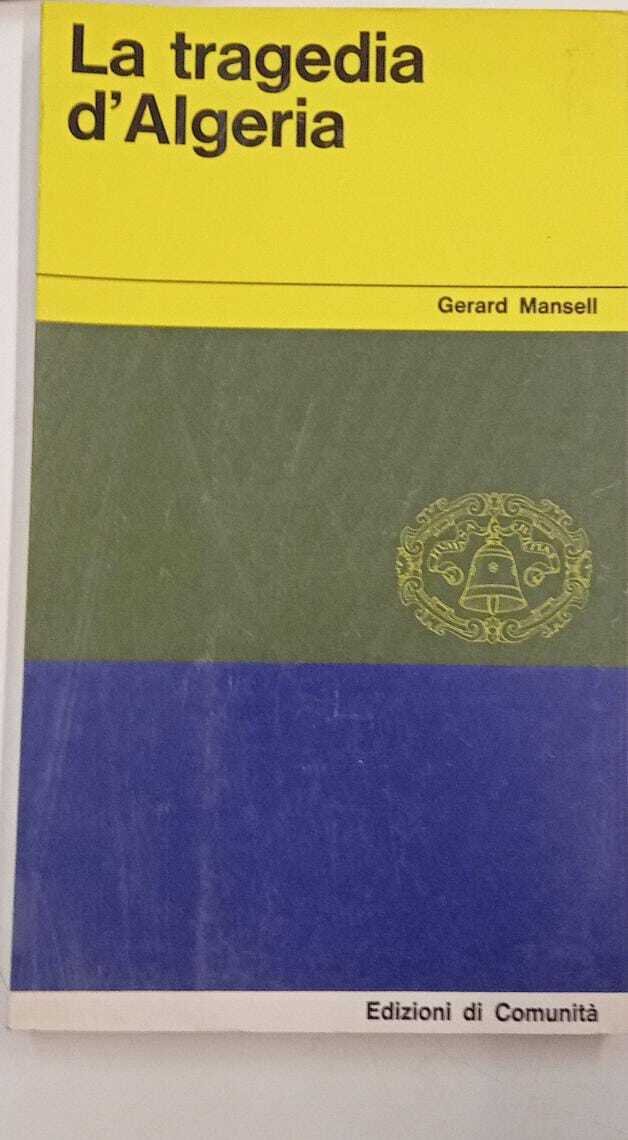 La tragedia
d'Algeria
Gerard Mansell
Edizioni di Comunità